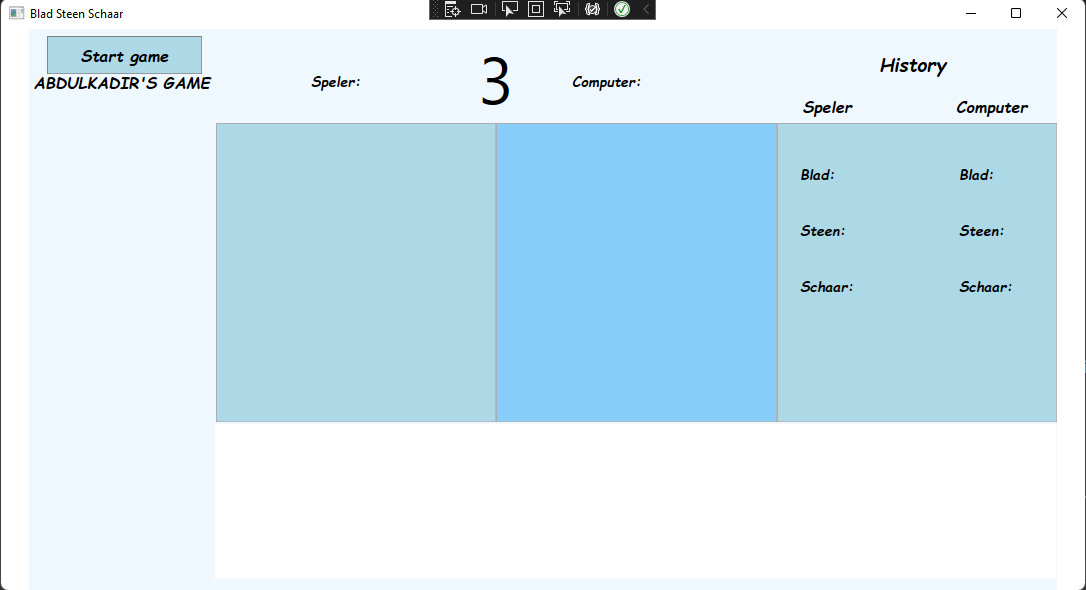 Blad Steen Schaar
Start game
ABDULKADIR'S GAME
Speler:
3
Computer:
History
Speler
Computer
Blad:
Blad:
Steen:
Steen:
Schaar:
Schaar: